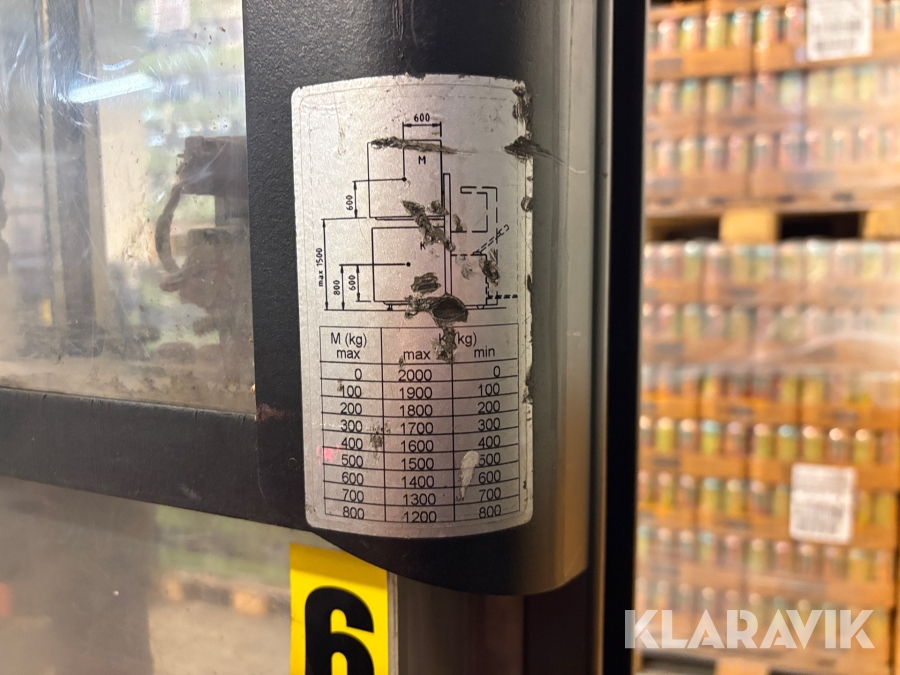 600
M
600
K
max 1500
800
600
M (kg) K (kg)
max max min
0 2000 0
100 1900 100
200 1800 200
300 1700 300
400 1600 400
500 1500 500
600 1400 600
700 1300 700
800 1200 800
6
KLARAVIK